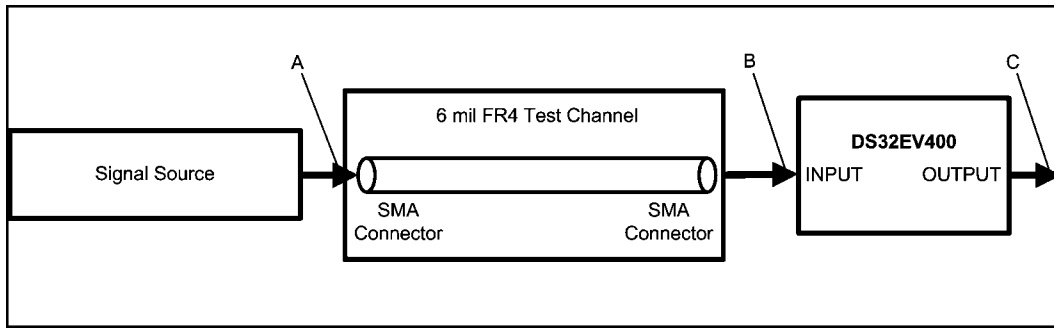 A
B
C
6 mil FR4 Test Channel
DS32EV400
Signal Source
INPUT
OUTPUT
SMA
Connector
SMA
Connector